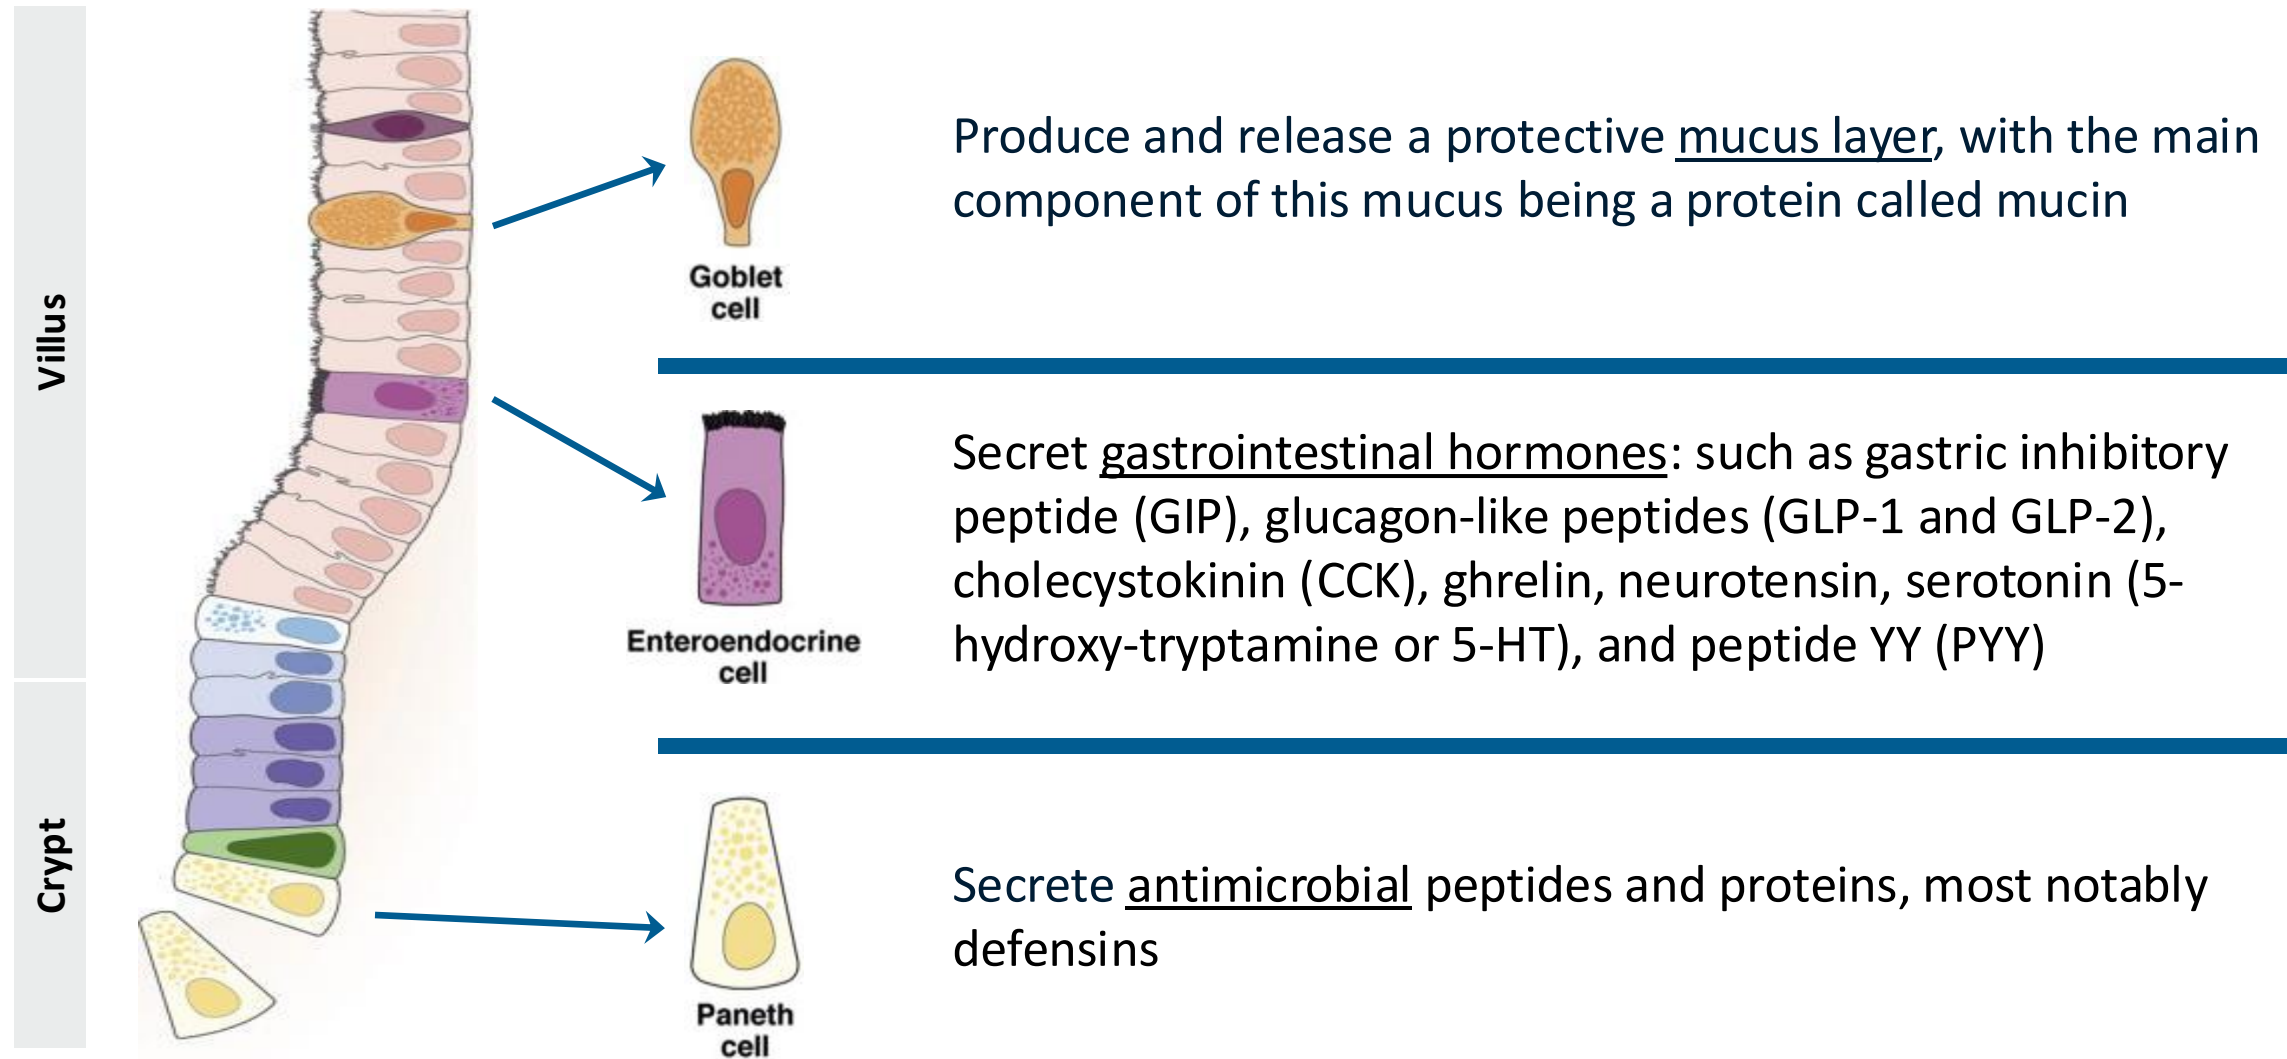 Villus
Goblet
cell
Produce and release a protective mucus layer, with the main
component of this mucus being a protein called mucin
Enteroendocrine
cell
Secret gastrointestinal hormones: such as gastric inhibitory
peptide (GIP), glucagon-like peptides (GLP-1 and GLP-2),
cholecystokinin (CCK), ghrelin, neurotensin, serotonin (5-
hydroxy-tryptamine or 5-HT), and peptide YY (PYY)
Crypt
Paneth
cell
Secrete antimicrobial peptides and proteins, most notably
defensins